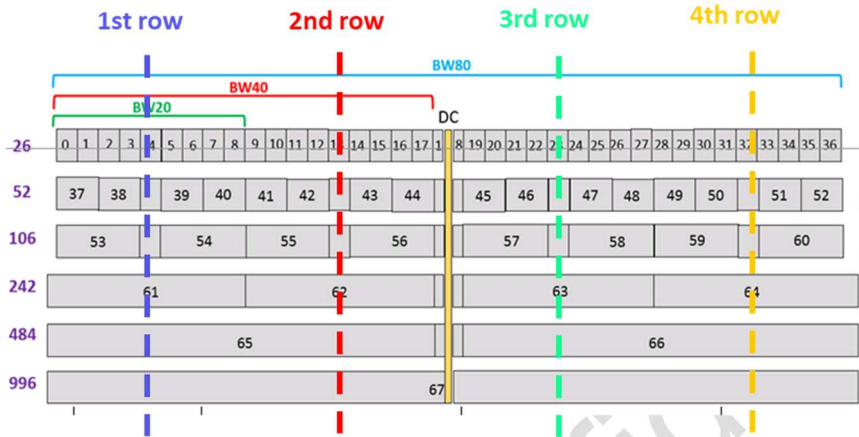 1st row 2nd row 3rd row 4th row
BW80
BW40
BW20
DC
26 0 1 2 3 4 5 6 7 8 9 10 11 12 13 14 15 16 17 1 8 19 20 21 22 23 24 25 26 27 28 29 30 31 32 33 34 35 36
52 37 38 39 40 41 42 43 44 45 46 47 48 49 50 51 52
106 53 54 55 56 57 58 59 60
242 61 62 63 64
484 65 66
996 67